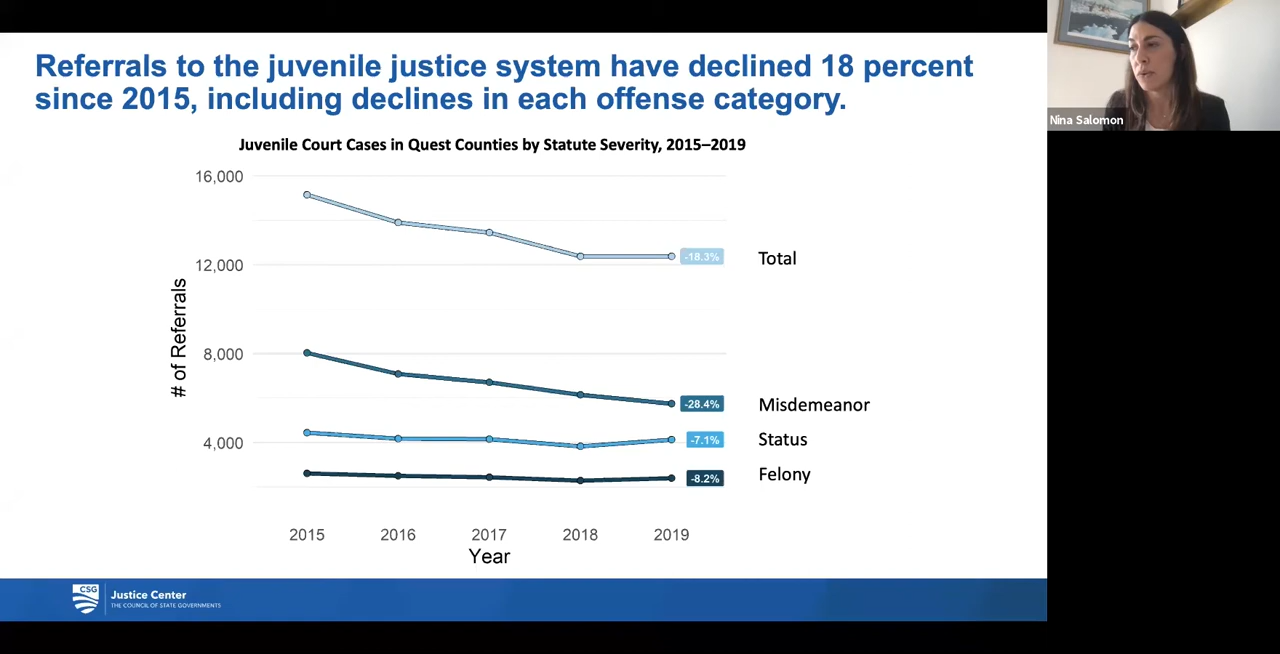 Referrals to the juvenile justice system have declined 18 percent
since 2015, including declines in each offense category.
Nina Salomon
Juvenile Court Cases in Quest Counties by Statute Severity, 2015–2019
# of Referrals
16,000
12,000
8,000
4,000
-18.3%
Total
-28.4%
Misdemeanor
-7.1%
Status
-8.2%
Felony
2015 2016 2017 2018 2019
Year
CSG
Justice Center
THE COUNCIL OF STATE GOVERNMENTS